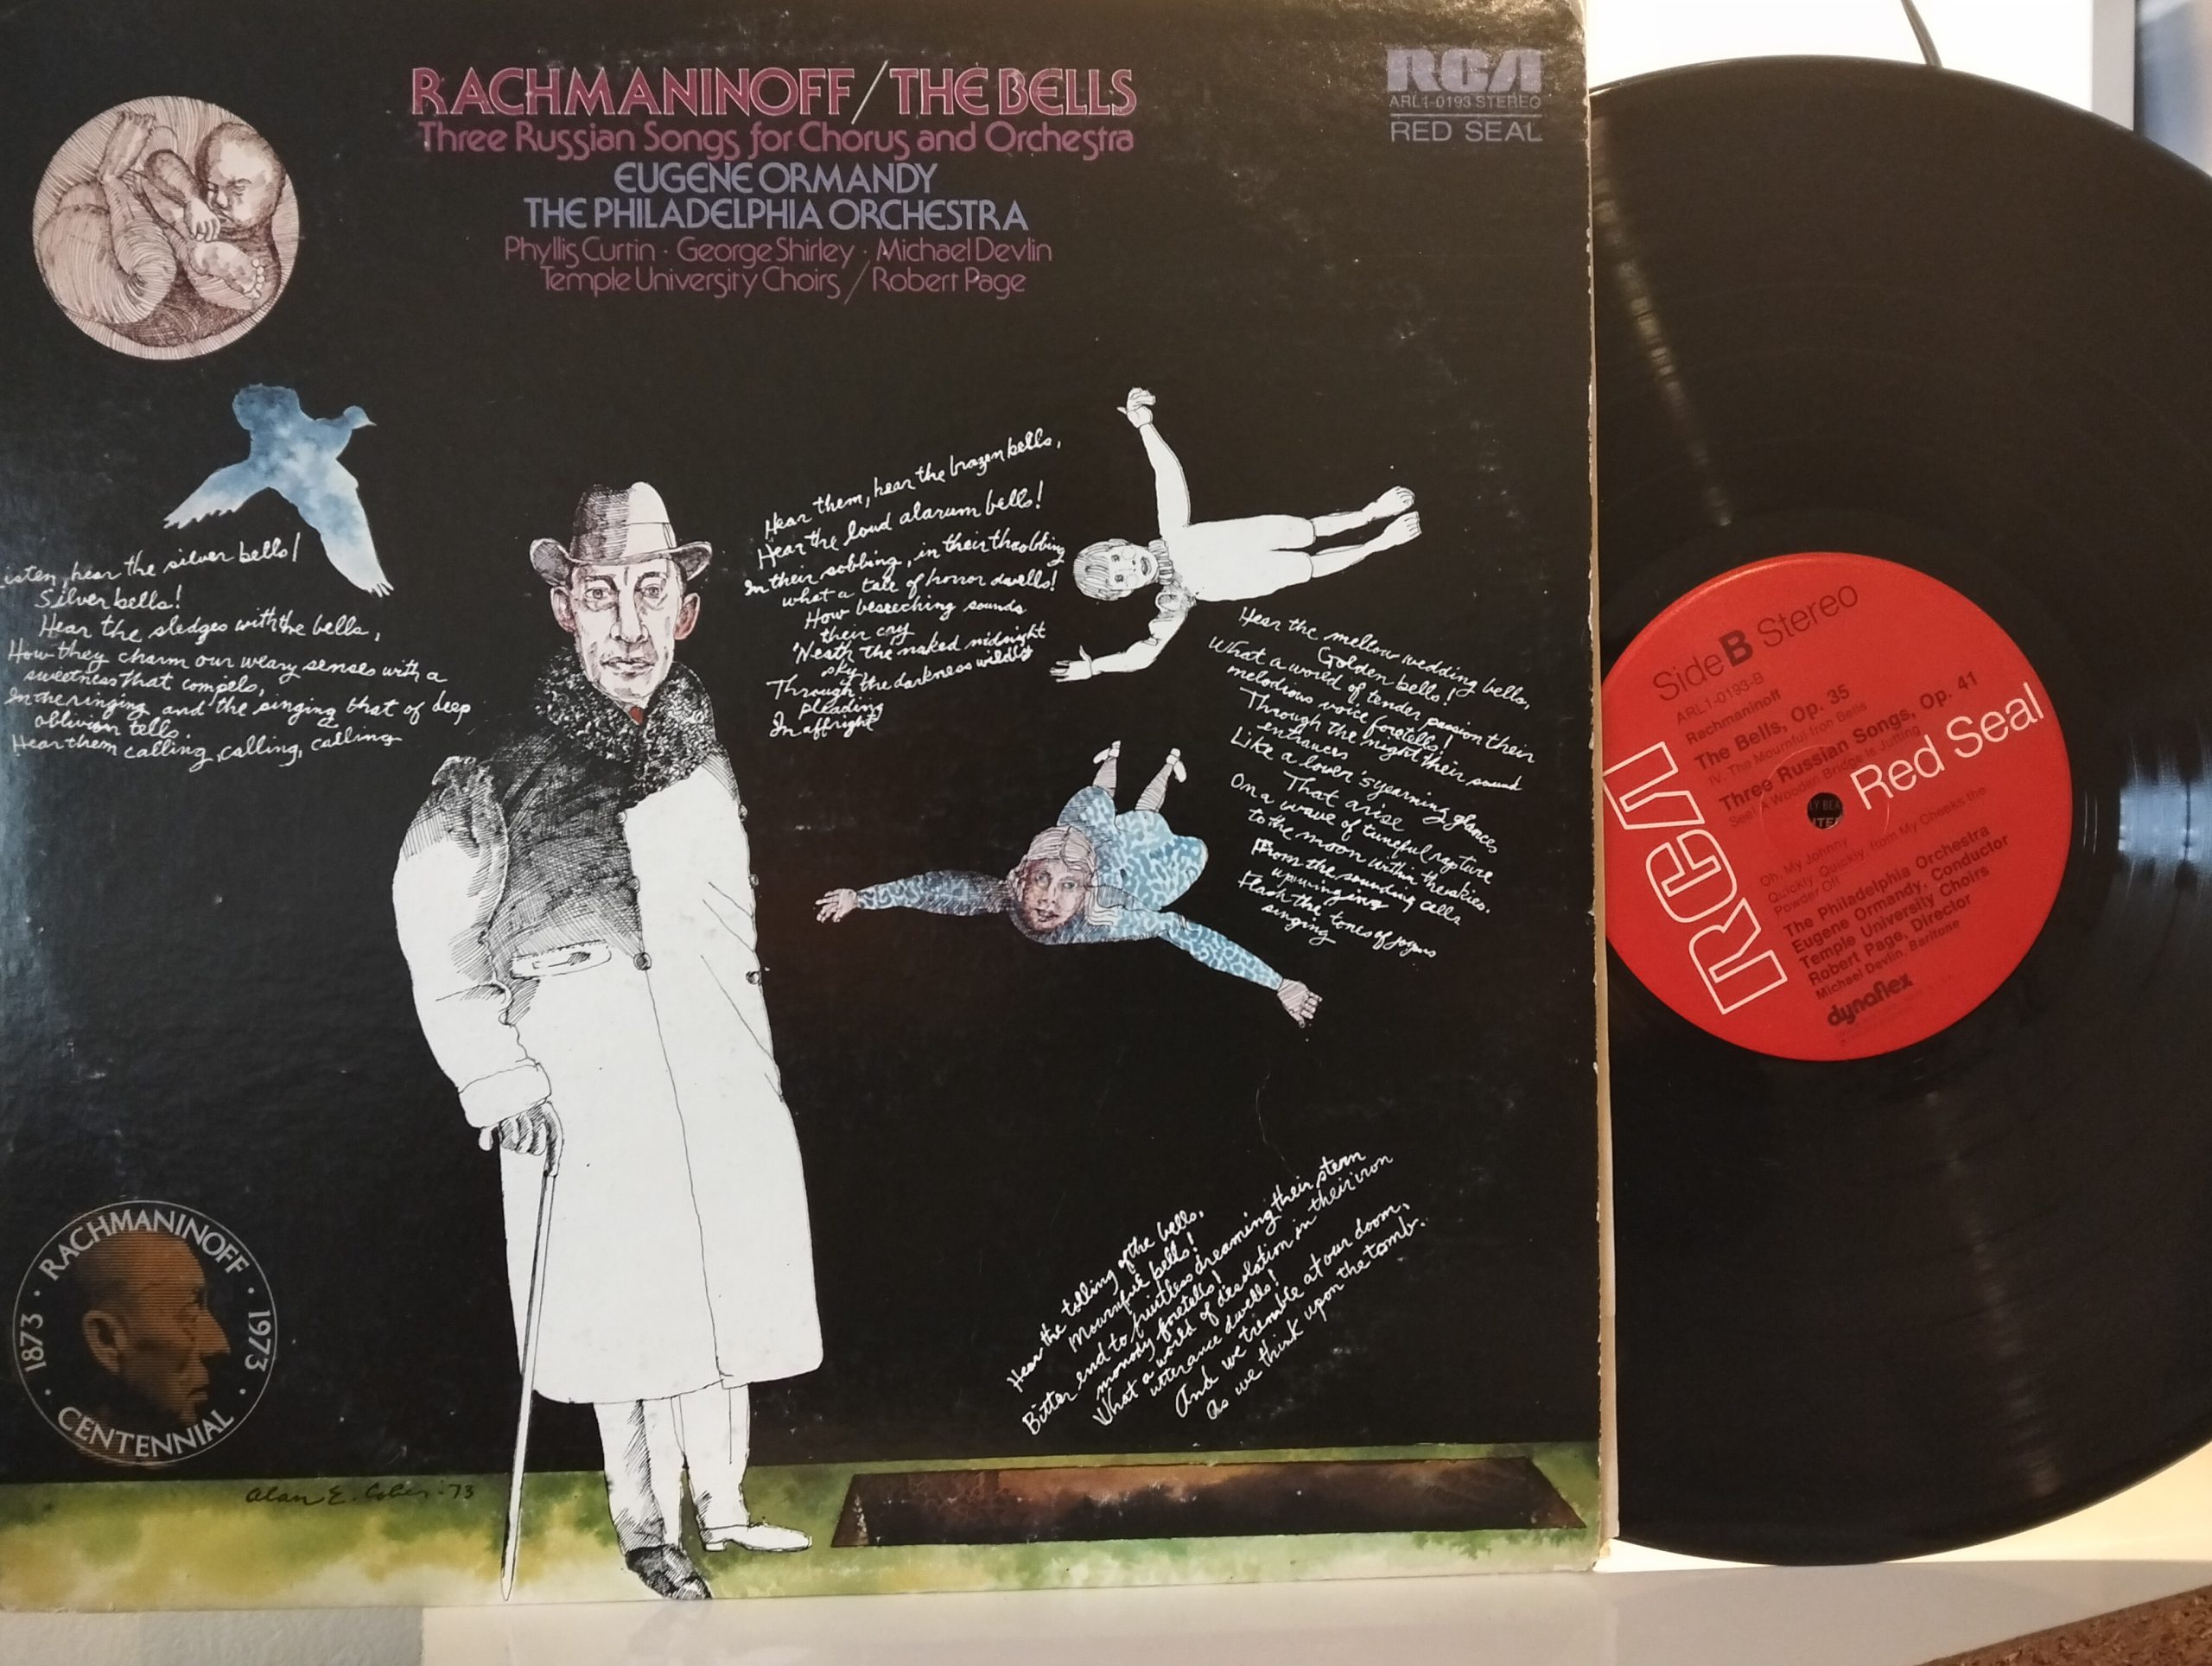 RACHMANINOFF/THE BELLS
Three Russian Songs for Chorus and Orchestra
EUGENE ORMANDY
THE PHILADELPHIA ORCHESTRA
Phyllis Curtin · George Shirley · Michael Devlin
Temple University Choirs/Robert Page
RCA
ARL1-0193 STEREO
RED SEAL
isten, hear the silver bells!
Silver bells!
Hear the sledges with the bells,
How they charm our weary senses with a
sweetness that compels,
In the ringing and the singing that of deep
oblivion tells.
Hear them calling, calling, calling
Hear them, hear the brazen bells,
Hear the loud alarum bells!
In their sobbing, in their throbbing
what a tale of horror dwells!
How beseeching sounds
their cry
'Neath the naked midnight
sky
Through the darkness wildly
pleading
In affright
Hear the mellow wedding bells,
Golden bells!
What a world of tender passion their
melodious voice foretells!
Through the night their sound
entrances
Like a lover's yearning glances
That arise
On a wave of tuneful rapture
to the moon within the skies.
From the sounding cells
upwinging
Flash the tones of joyous
singing
Hear the tolling of the bells,
Mournful bells!
Bitter end to fruitless dreaming their stern
monody foretells!
What a world of desolation in their iron
utterance dwells!
And we tremble at our doom,
As we think upon the tomb.
RACHMANINOFF
1873 · 1973
CENTENNIAL
Alan E. Cober · 73
Side B Stereo
ARL1-0193-B
Rachmaninoff
The Bells, Op. 35
IV. The Mournful Iron Bells
Three Russian Songs, Op. 41
See! A Wooden Bridge Is Jutting
Oh, My Johnny
Quickly, Quickly, from My Cheeks the
Powder Off
The Philadelphia Orchestra
Eugene Ormandy, Conductor
Temple University Choirs
Robert Page, Director
Michael Devlin, Baritone
dynaflex
RCA
Red Seal